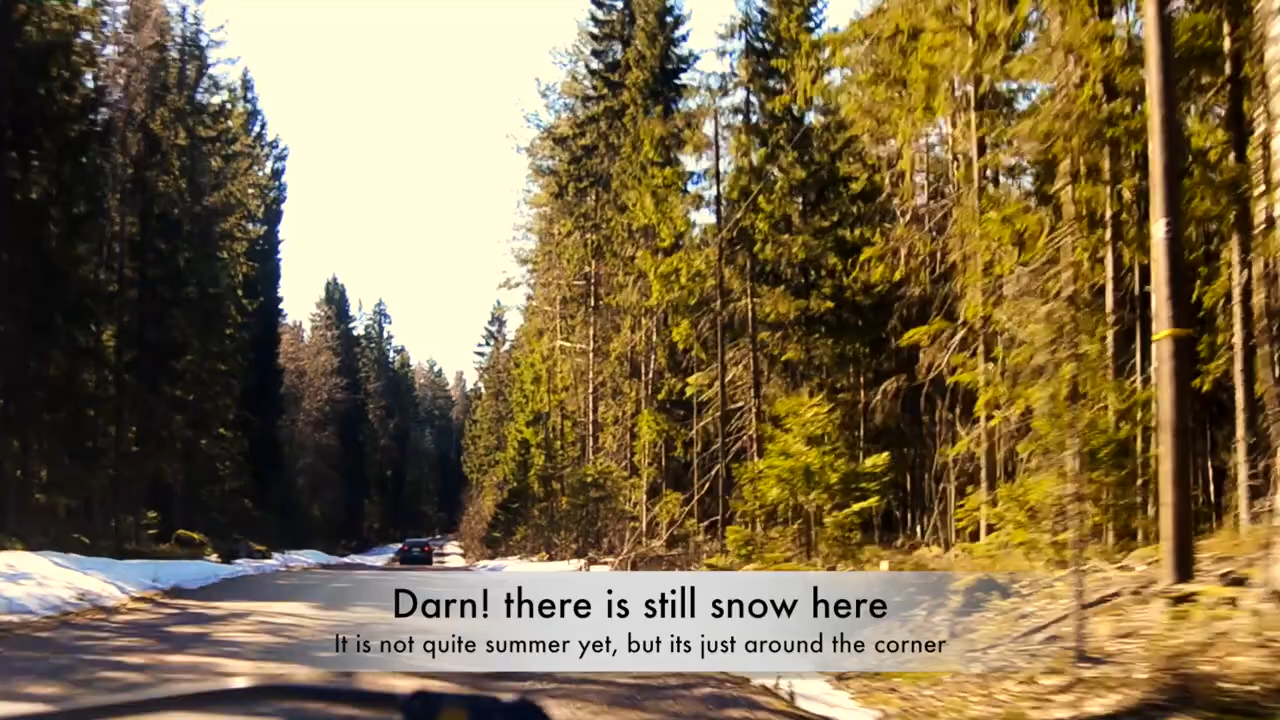 Darn! there is still snow here
It is not quite summer yet, but its just around the corner